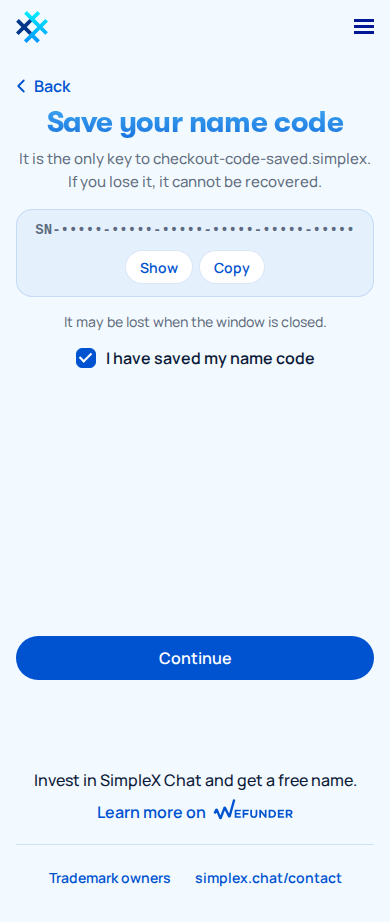 Back
Save your name code
It is the only key to checkout-code-saved.simplex.
If you lose it, it cannot be recovered.
SN-•••••-•••••-•••••-•••••-•••••-•••••
Show
Copy
It may be lost when the window is closed.
I have saved my name code
Continue
Invest in SimpleX Chat and get a free name.
Learn more on WEFUNDER
Trademark owners
simplex.chat/contact